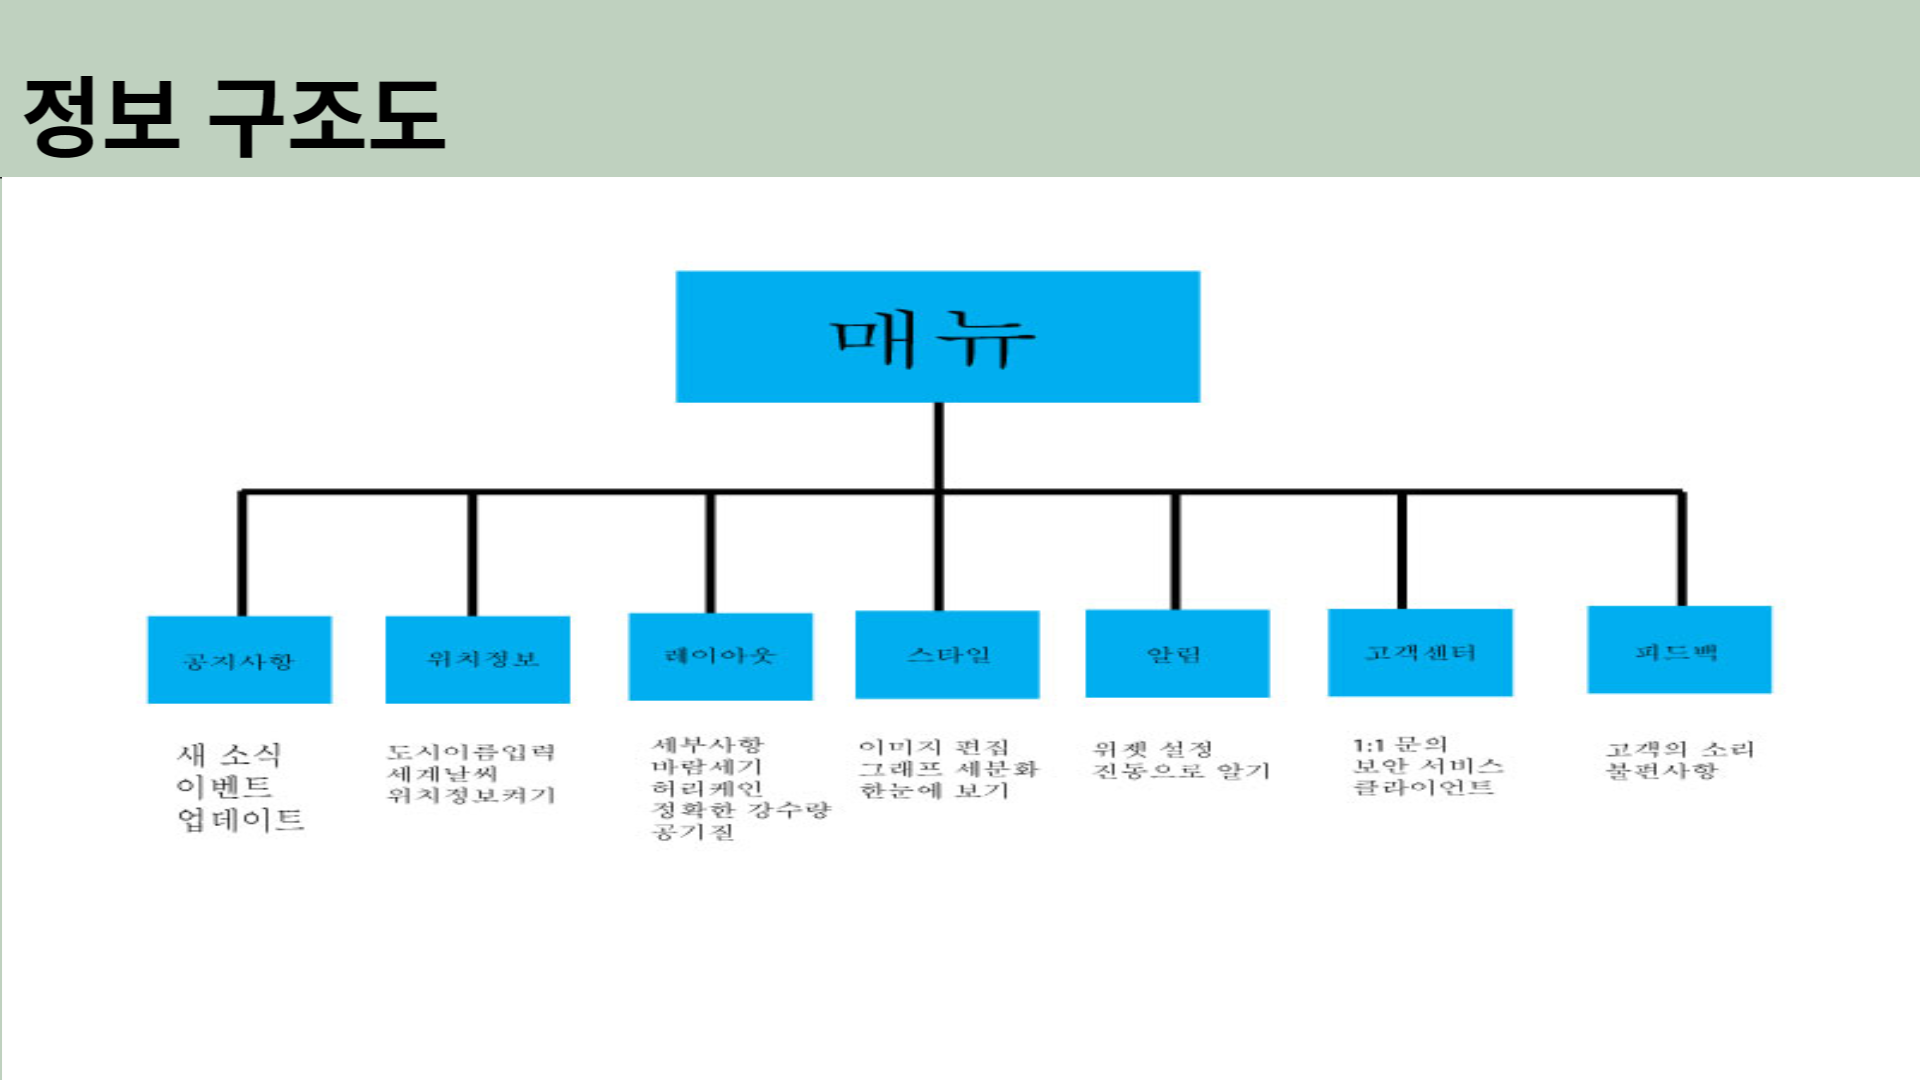 정보 구조도
매뉴
공지사항
위치정보
레이아웃
스타일
알림
고객센터
피드백
새 소식
이벤트
업데이트
도시이름입력
세계날씨
위치정보켜기
세부사항
바람세기
허리케인
정확한 강수량
공기질
이미지 편집
그래프 세분화
한눈에 보기
위젯 설정
진동으로 알기
1:1 문의
보안 서비스
클라이언트
고객의 소리
불편사항